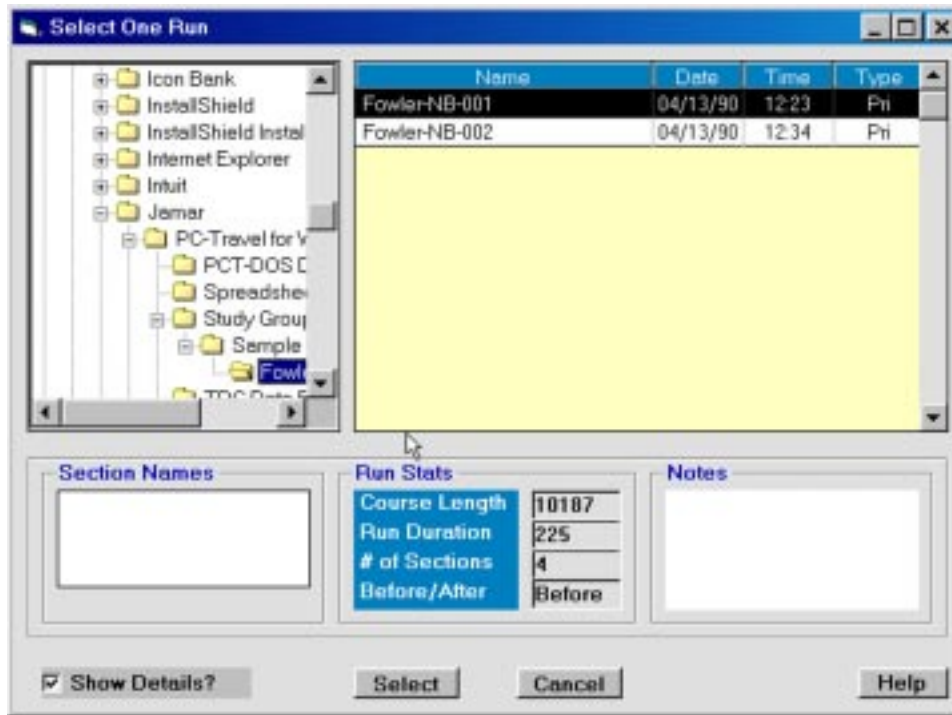 Select One Run
Icon Bank
InstallShield
InstallShield Instal
Internet Explorer
Intuit
Jamar
PC-Travel for
PCT-DOS
Spreadshe
Study Group
Sample
Fowl
Name Date Time Type
Fowler-NB-001 04/13/90 12:23 Pri
Fowler-NB-002 04/13/90 12:34 Pri
Section Names
Run Stats
Course Length 10187
Run Duration 225
# of Sections 4
Before/After Before
Notes
Show Details?
Select
Cancel
Help